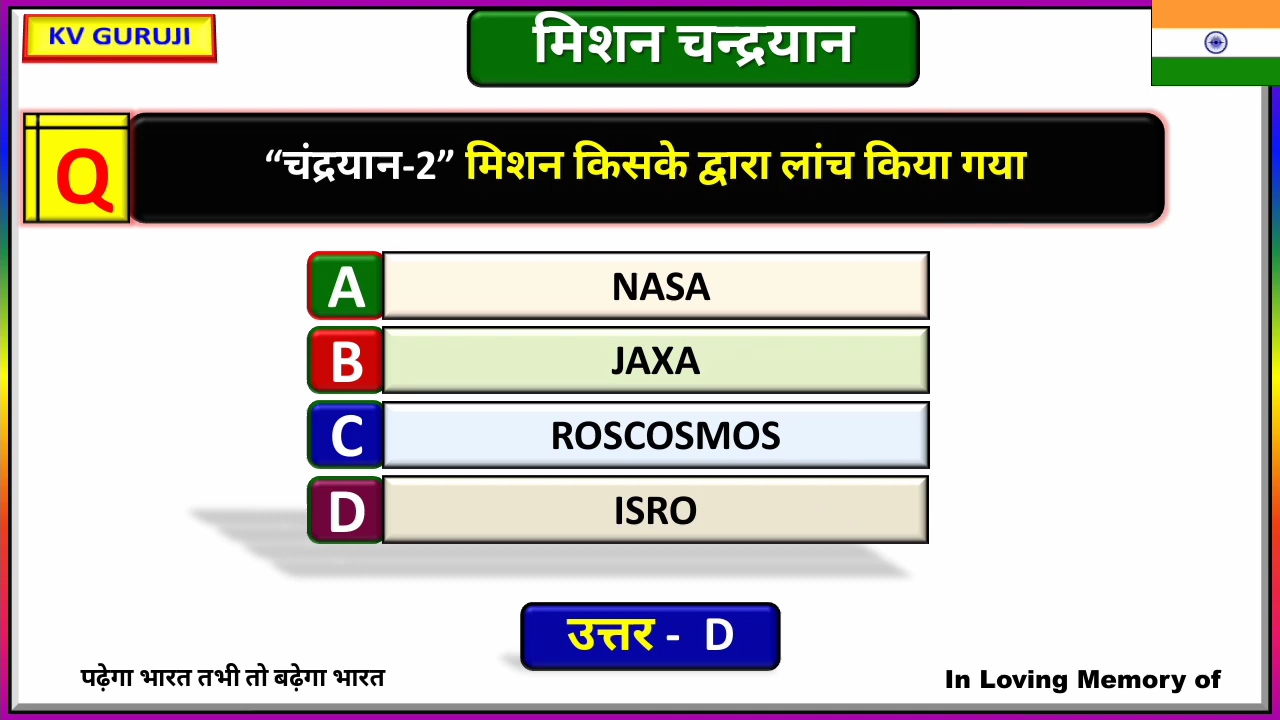 KV GURUJI
मिशन चन्द्रयान
Q
“चंद्रयान-2” मिशन किसके द्वारा लांच किया गया
A NASA
B JAXA
C ROSCOSMOS
D ISRO
उत्तर - D
पढ़ेगा भारत तभी तो बढ़ेगा भारत
In Loving Memory of